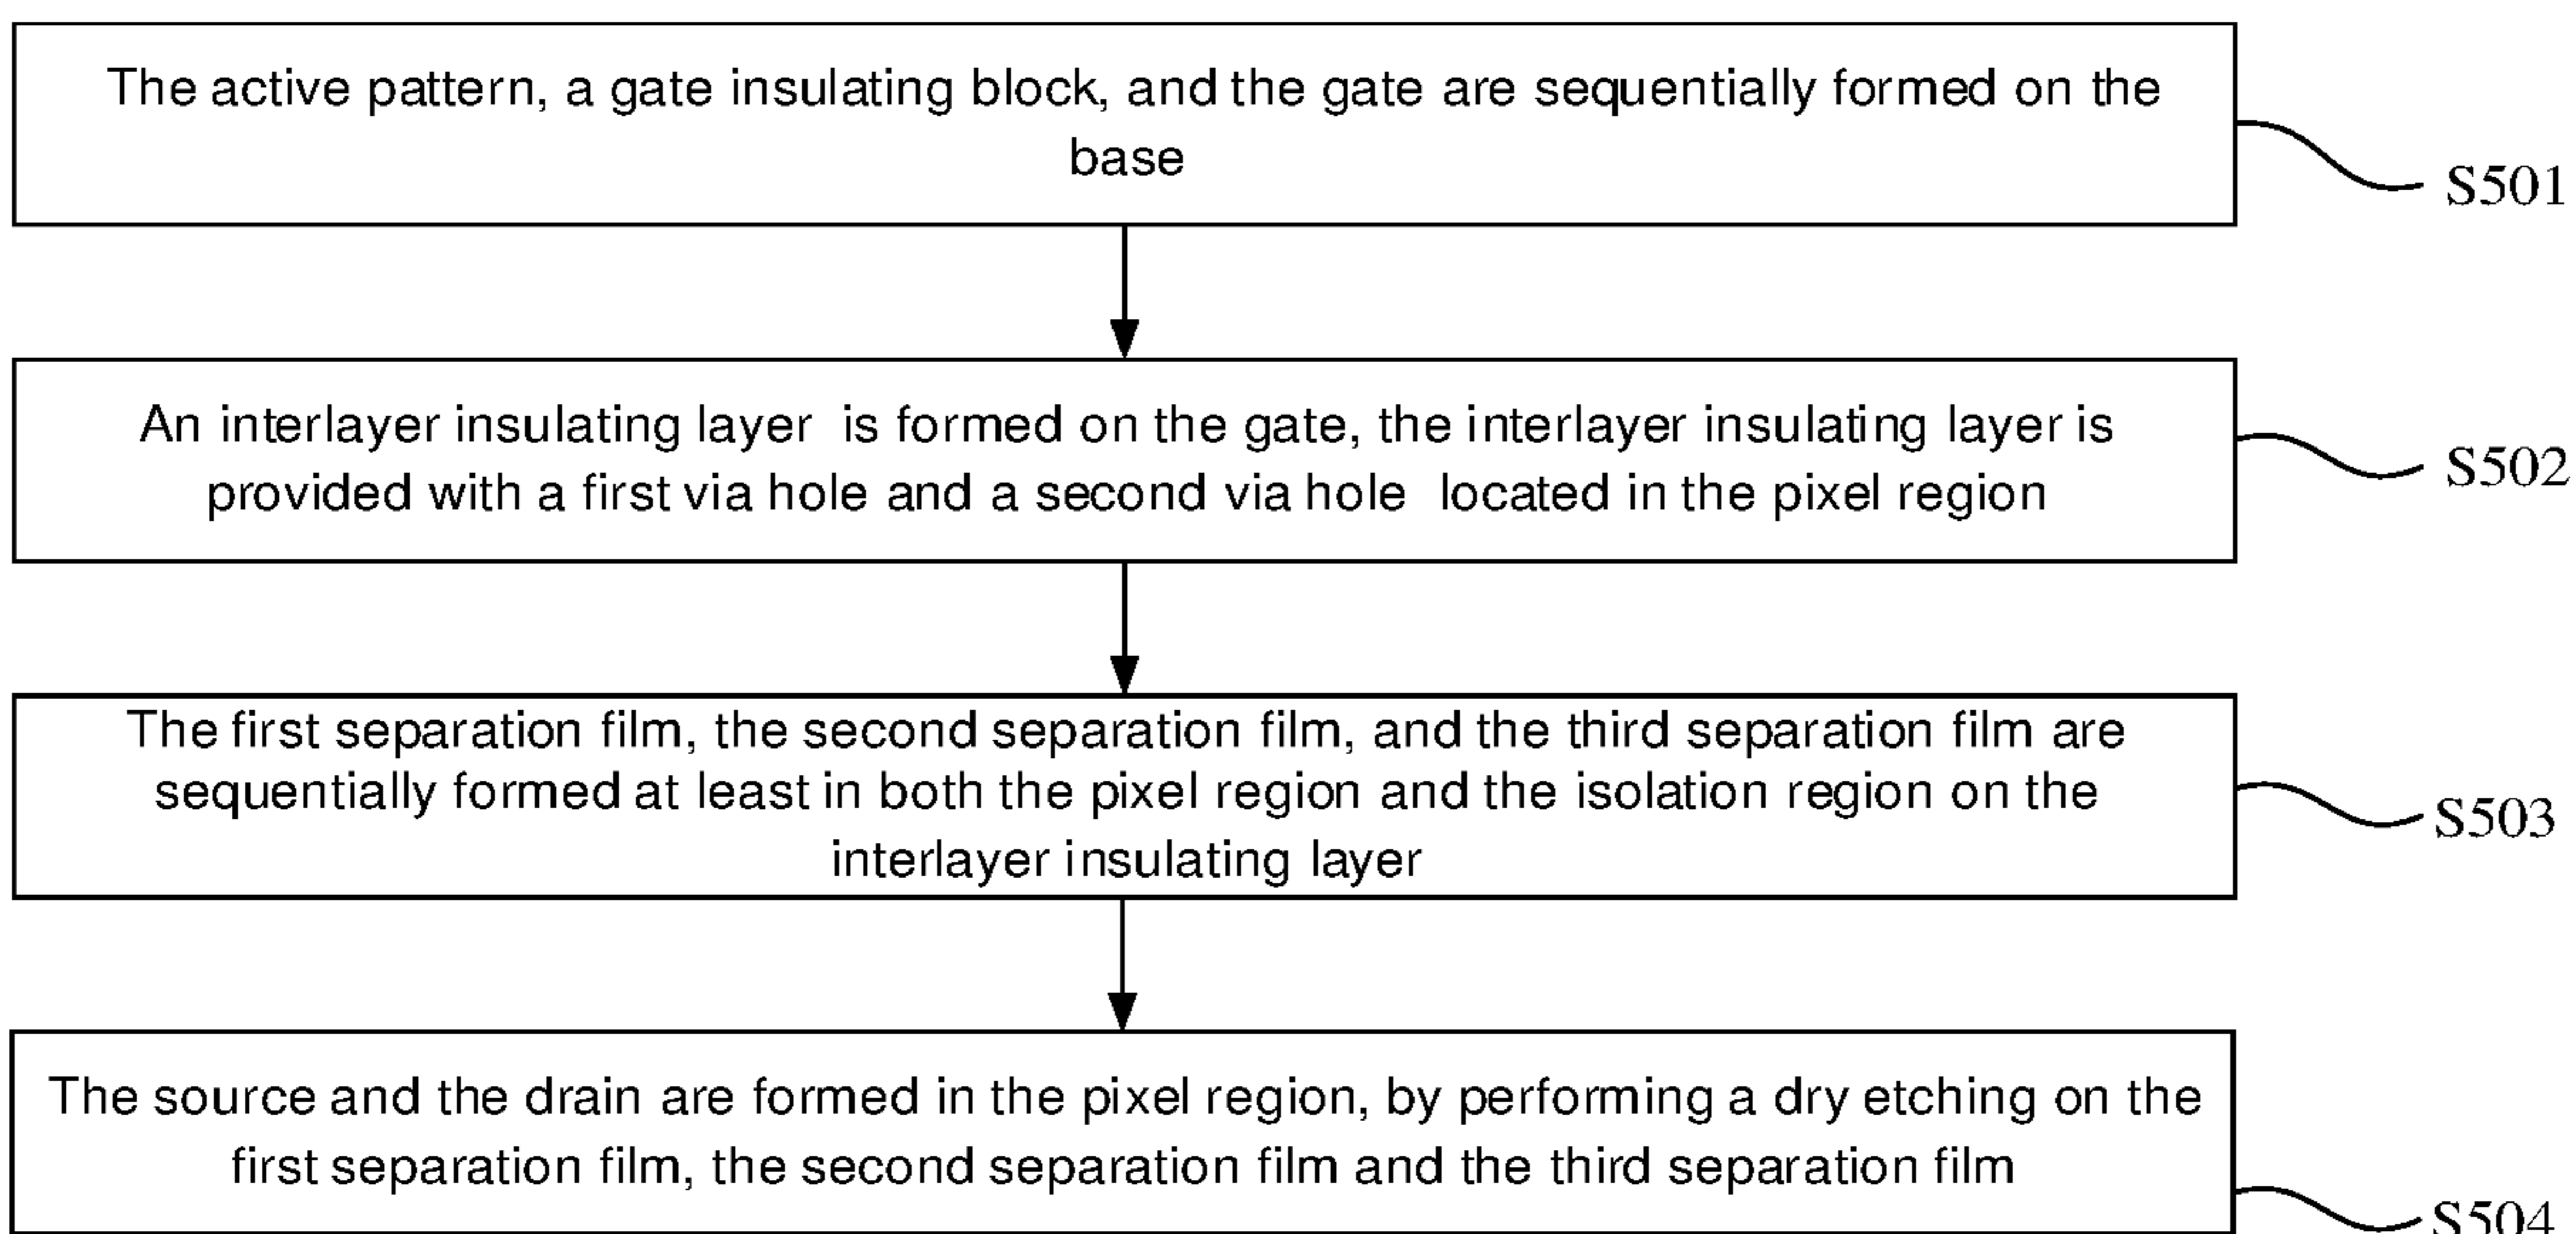 The active pattern, a gate insulating block, and the gate are sequentially formed on the
base
S501
An interlayer insulating layer is formed on the gate, the interlayer insulating layer is
provided with a first via hole and a second via hole located in the pixel region
S502
The first separation film, the second separation film, and the third separation film are
sequentially formed at least in both the pixel region and the isolation region on the
interlayer insulating layer
S503
The source and the drain are formed in the pixel region, by performing a dry etching on the
first separation film, the second separation film and the third separation film
S504